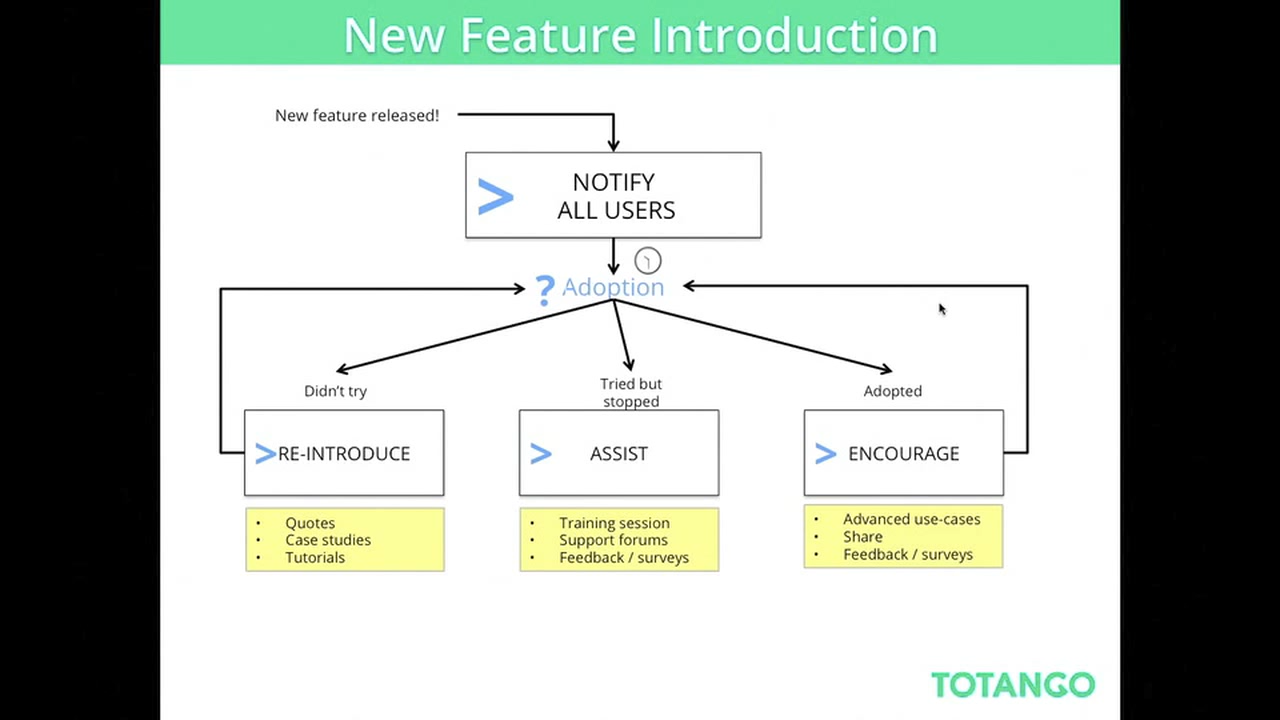 New Feature Introduction
New feature released!
>
NOTIFY
ALL USERS
? Adoption
Didn't try
Tried but
stopped
Adopted
> RE-INTRODUCE
> ASSIST
> ENCOURAGE
• Quotes
• Case studies
• Tutorials
• Training session
• Support forums
• Feedback / surveys
• Advanced use-cases
• Share
• Feedback / surveys
TOTANGO